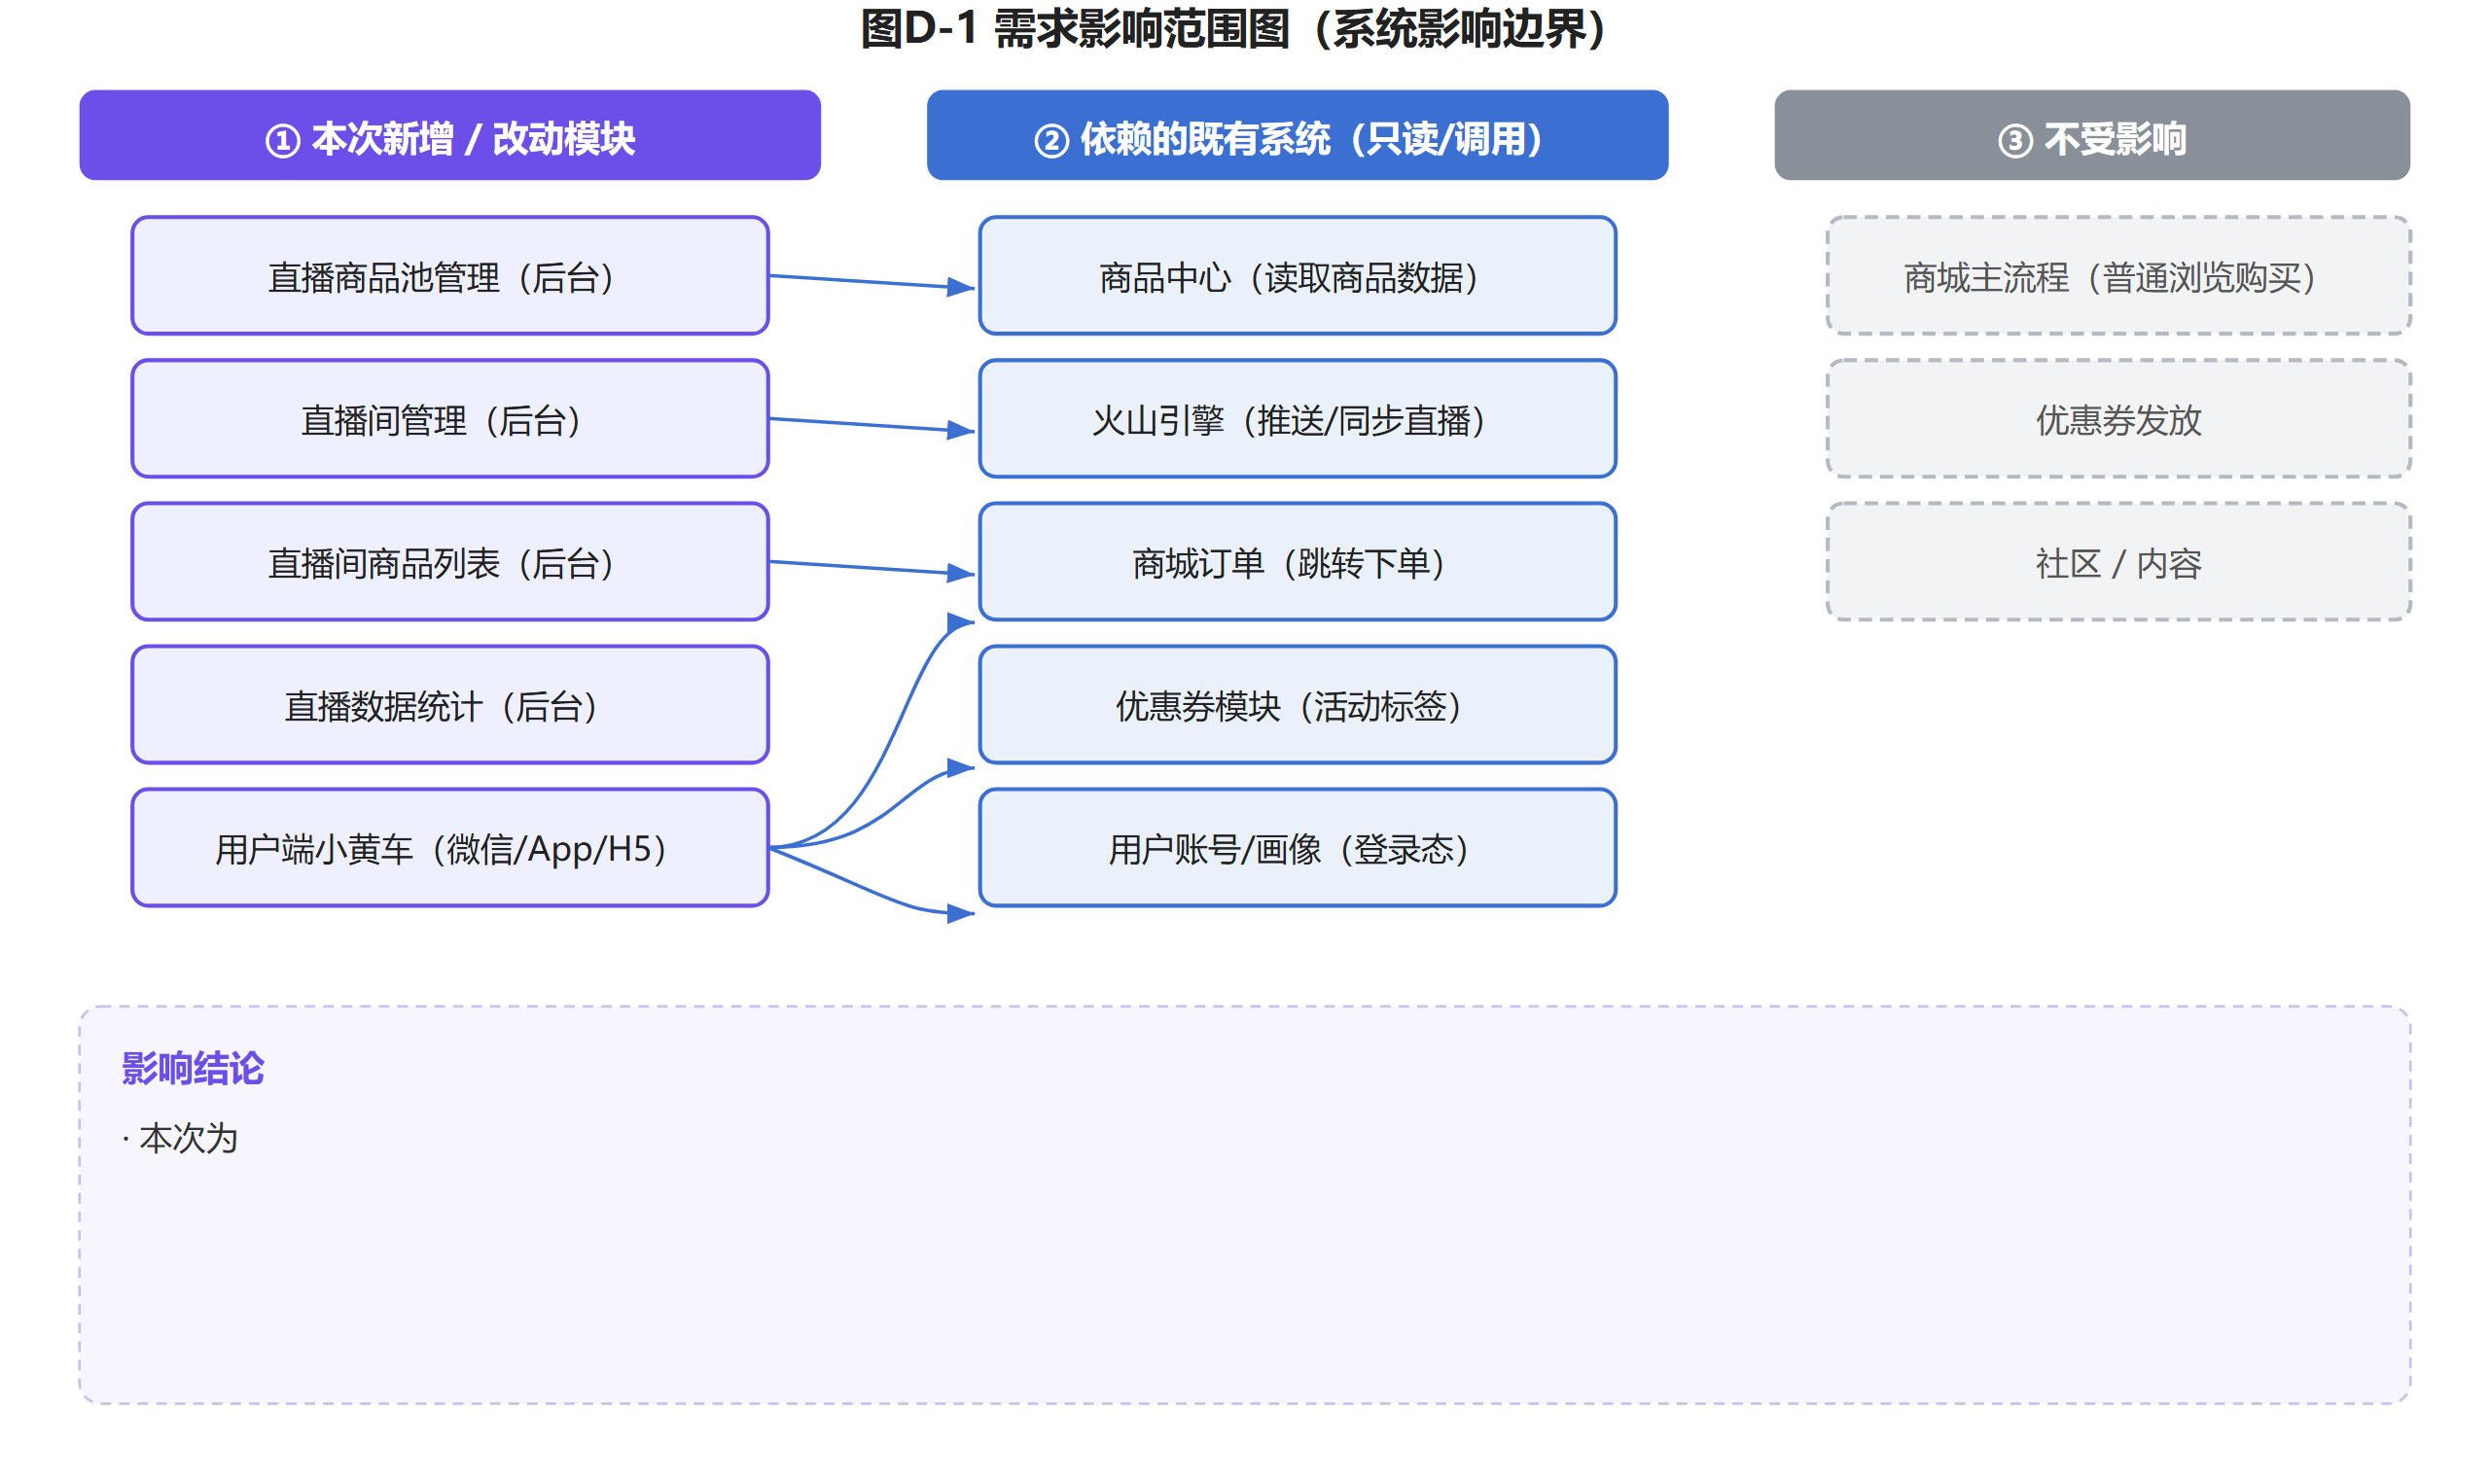 图D-1 需求影响范围图（系统影响边界）
① 本次新增 / 改动模块
直播商品池管理（后台）
直播间管理（后台）
直播间商品列表（后台）
直播数据统计（后台）
用户端小黄车（微信/App/H5）
② 依赖的既有系统（只读/调用）
商品中心（读取商品数据）
火山引擎（推送/同步直播）
商城订单（跳转下单）
优惠券模块（活动标签）
用户账号/画像（登录态）
③ 不受影响
商城主流程（普通浏览购买）
优惠券发放
社区 / 内容
影响结论
· 本次为